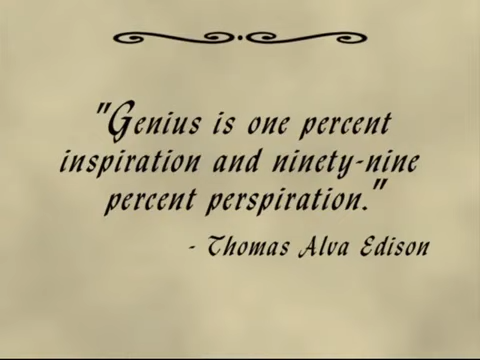 "Genius is one percent
inspiration and ninety-nine
percent perspiration."
- Thomas Alva Edison